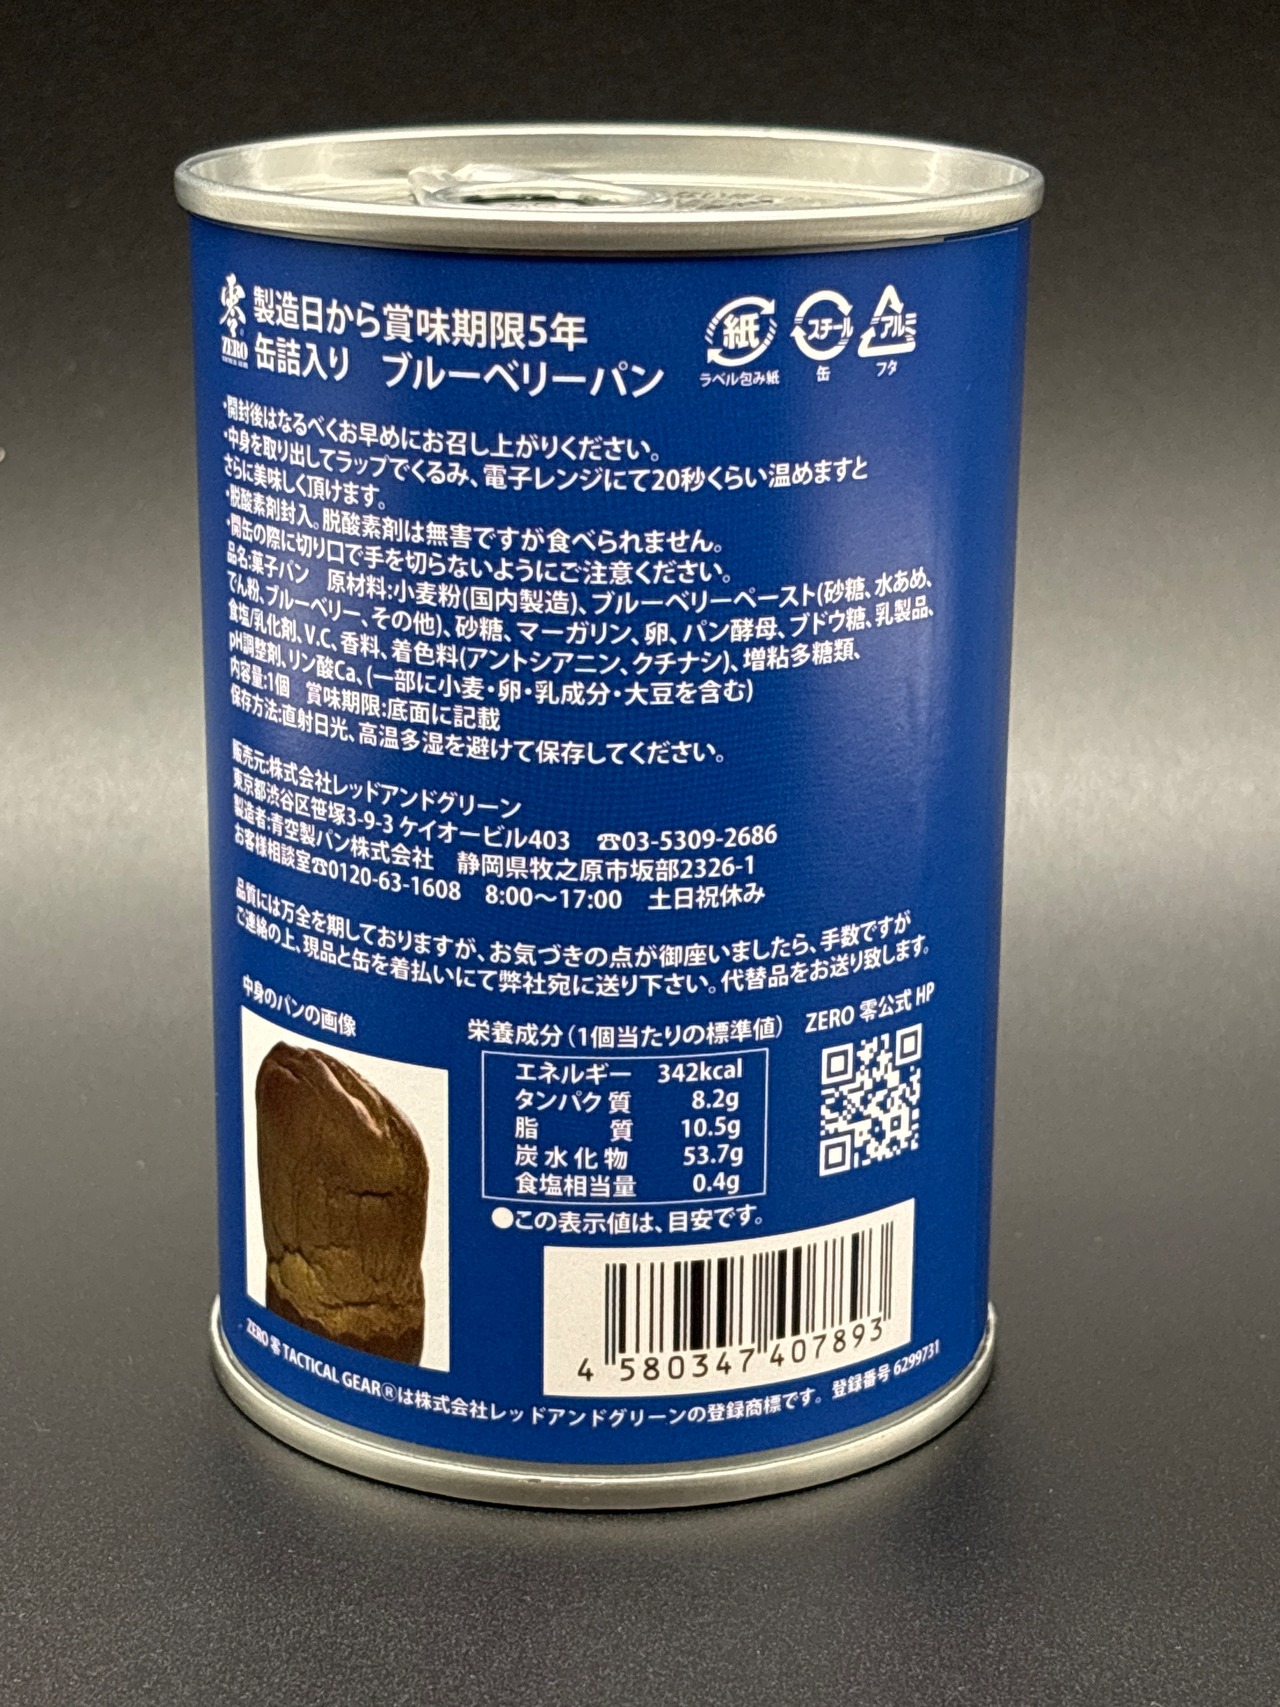 零 ZERO
製造日から賞味期限5年
缶詰入り ブルーベリーパン
紙
ラベル包み紙
スチール
缶
アルミ
フタ
・開封後はなるべくお早めにお召し上がりください。
・中身を取り出してラップでくるみ、電子レンジにて20秒くらい温めますと
さらに美味しく頂けます。
・脱酸素剤封入。脱酸素剤は無害ですが食べられません。
・開缶の際に切り口で手を切らないようにご注意ください。
品名:菓子パン 原材料:小麦粉(国内製造)、ブルーベリーペースト(砂糖、水あめ、
でん粉、ブルーベリー、その他)、砂糖、マーガリン、卵、パン酵母、ブドウ糖、乳製品、
食塩/乳化剤、V.C、香料、着色料(アントシアニン、クチナシ)、増粘多糖類、
pH調整剤、リン酸Ca、(一部に小麦・卵・乳成分・大豆を含む)
内容量:1個 賞味期限:底面に記載
保存方法:直射日光、高温多湿を避けて保存してください。
販売元:株式会社レッドアンドグリーン
東京都渋谷区笹塚3-9-3 ケイオービル403 ☎03-5309-2686
製造者:青空製パン株式会社 静岡県牧之原市坂部2326-1
お客様相談室☎0120-63-1608 8:00〜17:00 土日祝休み
品質には万全を期しておりますが、お気づきの点が御座いましたら、手数ですが
ご連絡の上、現品と缶を着払いにて弊社宛に送り下さい。代替品をお送り致します。
中身のパンの画像
栄養成分(1個当たりの標準値)
エネルギー 342kcal
タンパク質 8.2g
脂質 10.5g
炭水化物 53.7g
食塩相当量 0.4g
●この表示値は、目安です。
ZERO 零公式 HP
4 580347 407893
ZERO 零 TACTICAL GEAR®は株式会社レッドアンドグリーンの登録商標です。登録番号 6299731